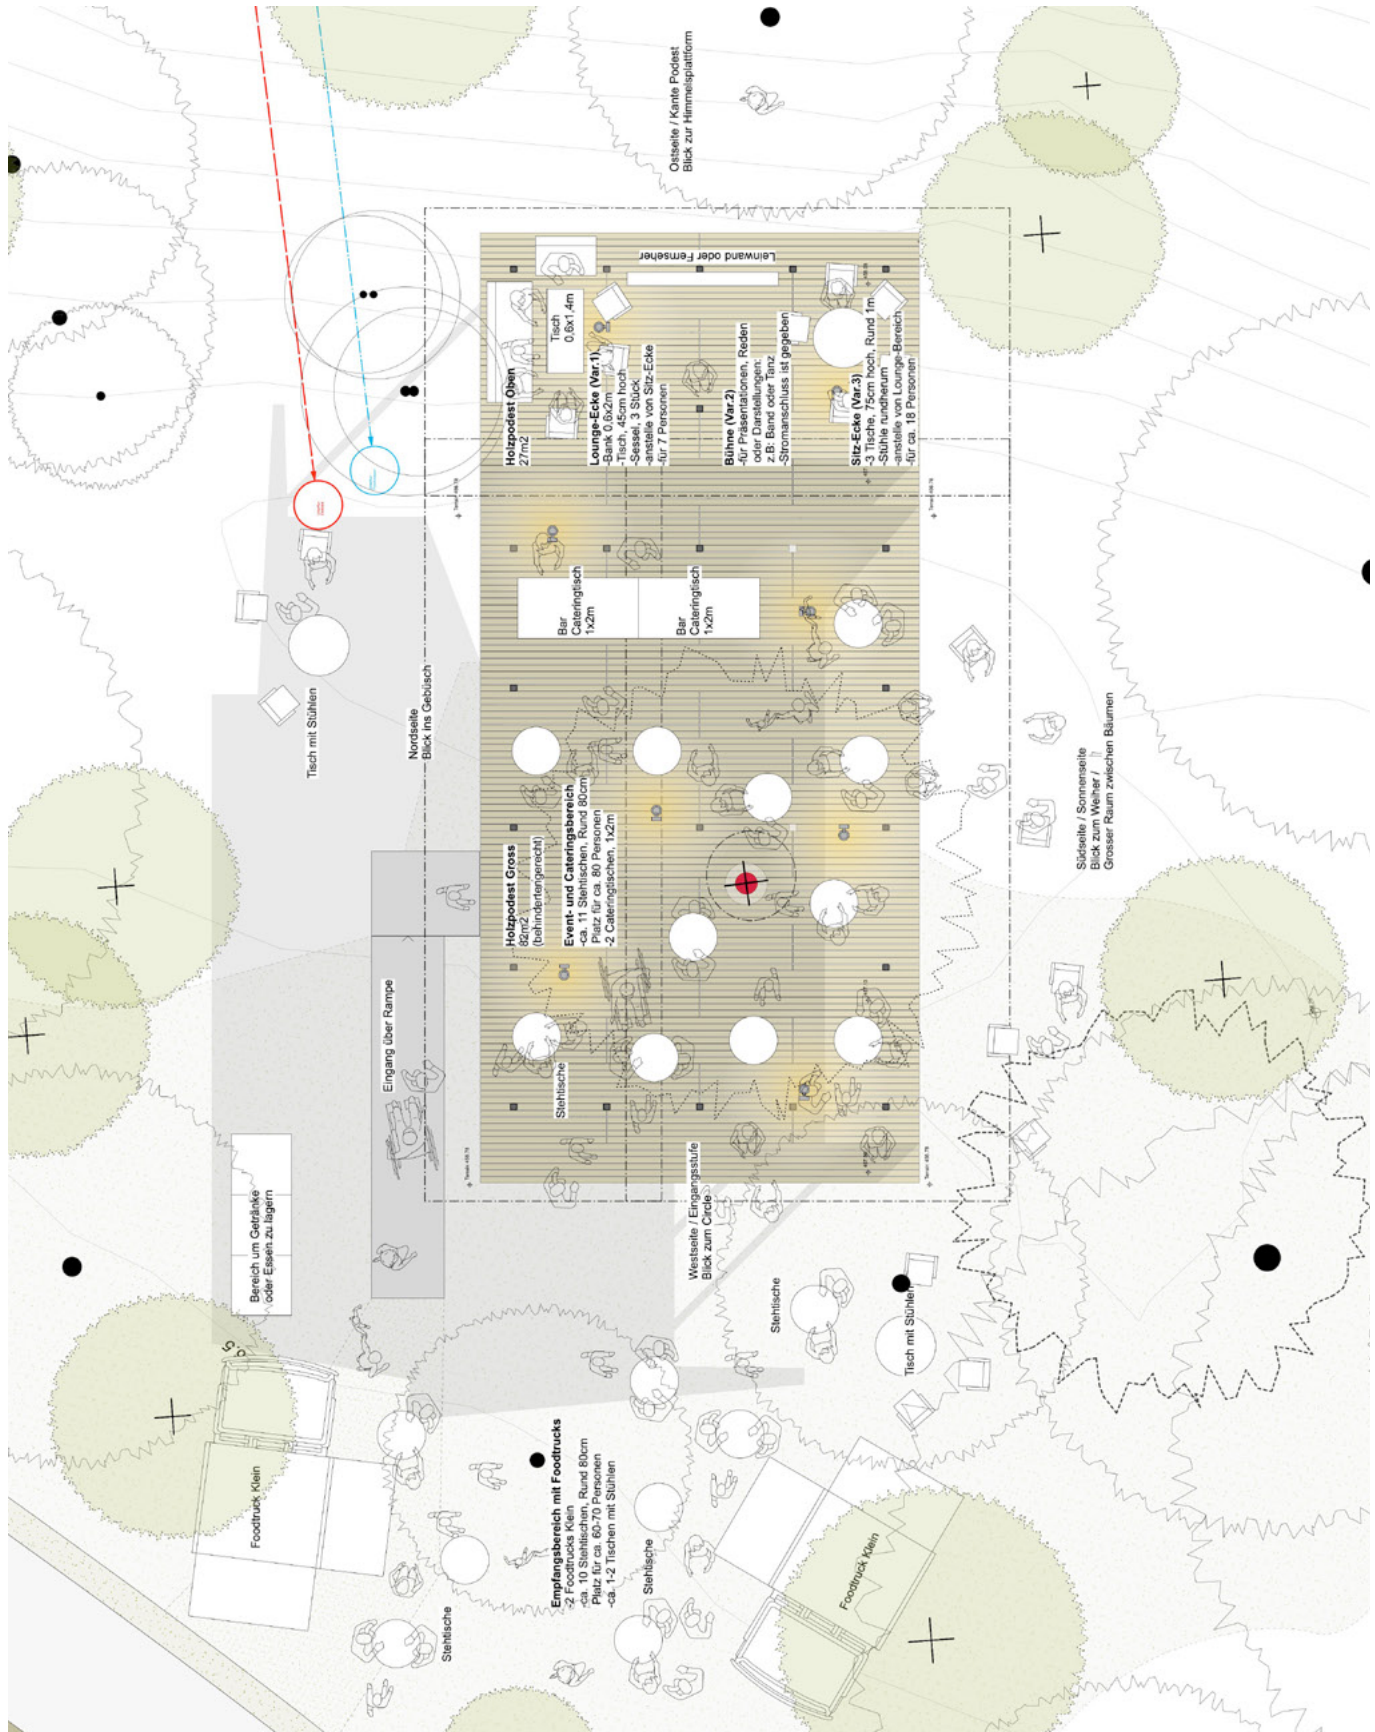 Ostseite / Kante Podest
Blick zur Himmelsplattform
Leinwand oder Fernseher
Tisch
0,6x1,4m
Holzpodest Oben
27m2
Lounge-Ecke (Var.1)
-Bank 0,6x2m
-Tisch, 45cm hoch
-Sessel, 3 Stück
-anstelle von Sitz-Ecke
-für 7 Personen
Bühne (Var.2)
-für Präsentationen, Reden
oder Darstellungen:
z.B: Band oder Tanz
-Stromanschluss ist gegeben
Sitz-Ecke (Var.3)
-3 Tische, 75cm hoch, Rund 1m
-Stühle rundherum
-anstelle von Lounge-Bereich
-für ca. 18 Personen
Bar
Cateringtisch
1x2m
Bar
Cateringtisch
1x2m
Tisch mit Stühlen
Nordseite
Blick ins Gebüsch
Südseite / Sonnenseite
Blick zum Weiher /
Grosser Raum zwischen Bäumen
Holzpodest Gross
82m2
(behindertengerecht)
Event- und Cateringsbereich
-ca. 11 Stehtischen, Rund 80cm
Platz für ca. 80 Personen
-2 Cateringtischen, 1x2m
Eingang über Rampe
Stehtische
Bereich um Getränke
oder Essen zu lagern
Westseite / Eingangsstufe
Blick zum Circle
Stehtische
Tisch mit Stühlen
6.5
Foodtruck Klein
Empfangsbereich mit Foodtrucks
-2 Foodtrucks Klein
-ca. 10 Stehtischen, Rund 80cm
Platz für ca. 60-70 Personen
-ca. 1-2 Tischen mit Stühlen
Stehtische
Stehtische
Foodtruck Klein